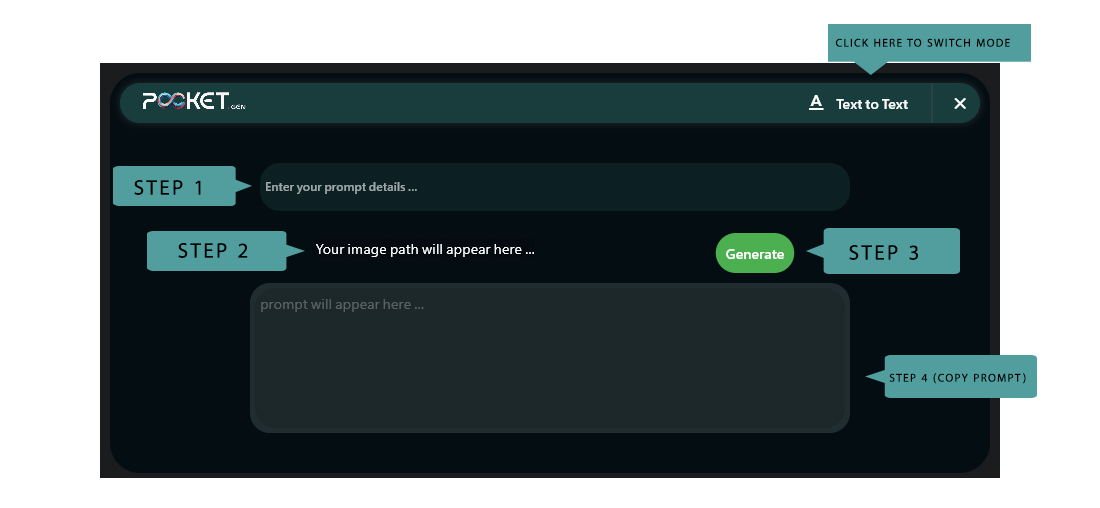 CLICK HERE TO SWITCH MODE
POCKET.GEN
A Text to Text
STEP 1
Enter your prompt details ...
STEP 2
Your image path will appear here ...
Generate
STEP 3
prompt will appear here ...
STEP 4 (COPY PROMPT)